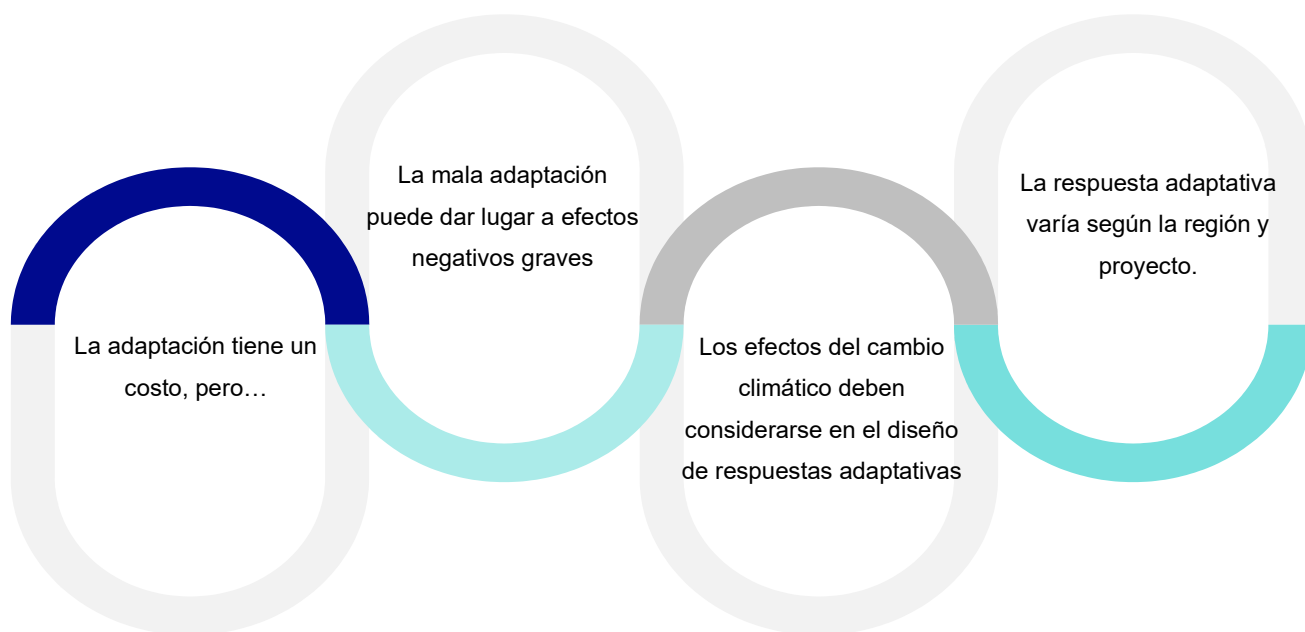 La adaptación tiene un
costo, pero…
La mala adaptación
puede dar lugar a efectos
negativos graves
Los efectos del cambio
climático deben
considerarse en el diseño
de respuestas adaptativas
La respuesta adaptativa
varía según la región y
proyecto.